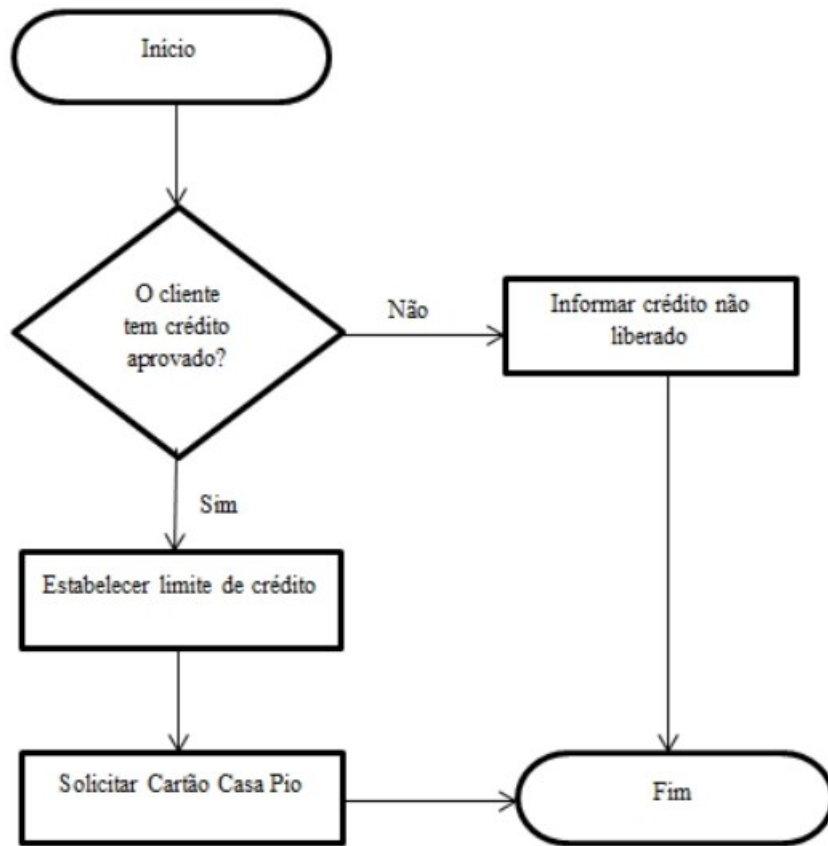 Início
O cliente
tem crédito
aprovado?
Não
Informar crédito não
liberado
Sim
Estabelecer limite de crédito
Solicitar Cartão Casa Pio
Fim